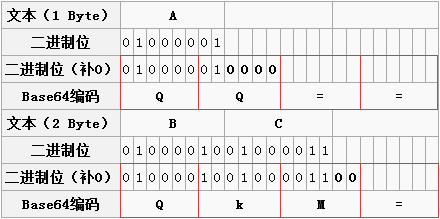 文本（1 Byte） A
二进制位 0 1 0 0 0 0 0 1
二进制位（补0） 0 1 0 0 0 0 0 1 0 0 0 0
Base64编码 Q Q = =
文本（2 Byte） B C
二进制位 0 1 0 0 0 0 1 0 0 1 0 0 0 0 1 1
二进制位（补0） 0 1 0 0 0 0 1 0 0 1 0 0 0 0 1 1 0 0
Base64编码 Q k M =